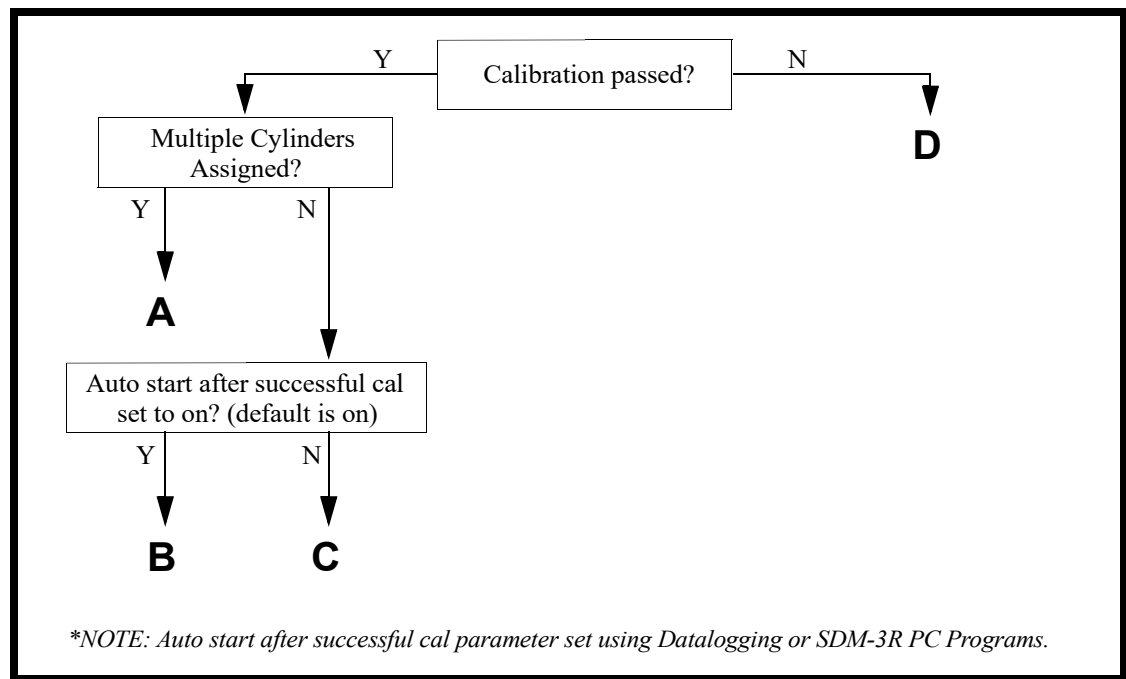 Calibration passed?
Y
N
Multiple Cylinders
Assigned?
D
Y
N
A
Auto start after successful cal
set to on? (default is on)
Y
N
B
C
*NOTE: Auto start after successful cal parameter set using Datalogging or SDM-3R PC Programs.